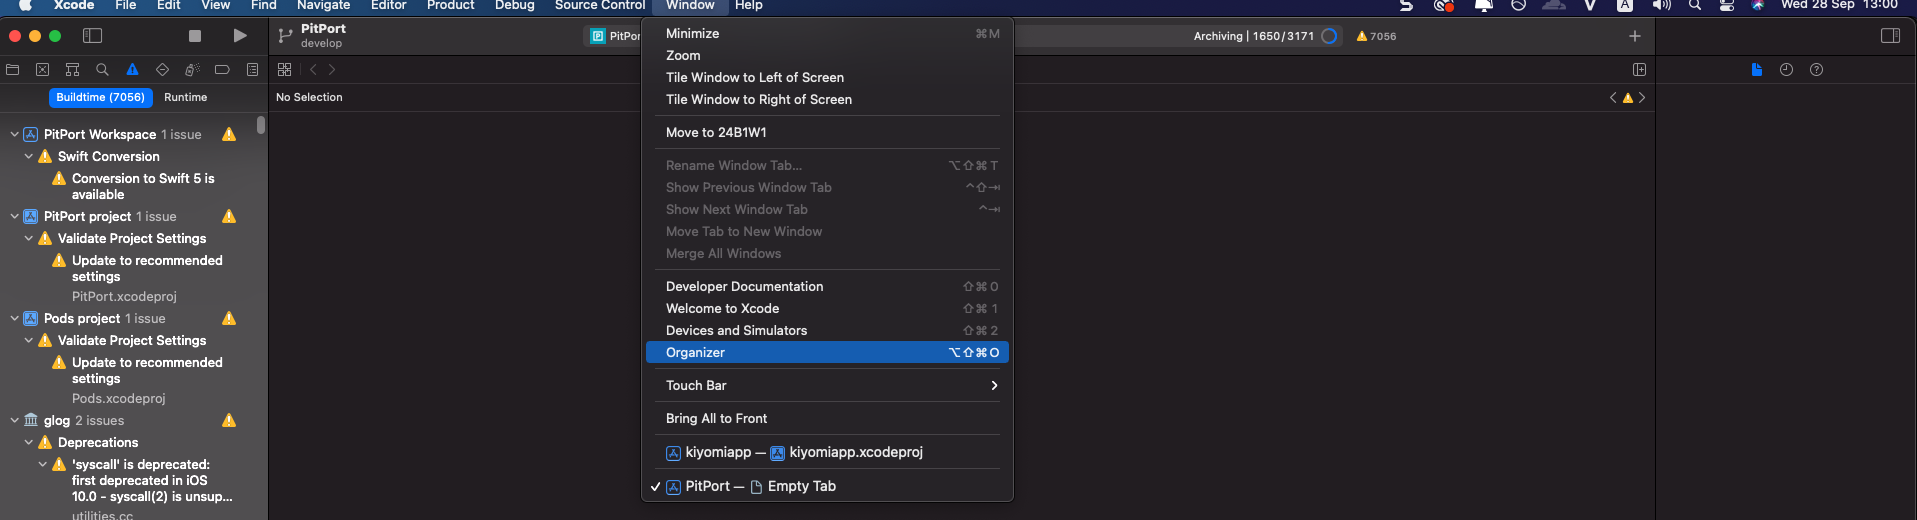 Xcode File Edit View Find Navigate Editor Product Debug Source Control Window Help
Wed 28 Sep 13:00
PitPort
develop
PitPor
Archiving | 1650/3171
7056
Buildtime (7056) Runtime
No Selection
PitPort Workspace 1 issue
Swift Conversion
Conversion to Swift 5 is
available
PitPort project 1 issue
Validate Project Settings
Update to recommended
settings
PitPort.xcodeproj
Pods project 1 issue
Validate Project Settings
Update to recommended
settings
Pods.xcodeproj
glog 2 issues
Deprecations
'syscall' is deprecated:
first deprecated in iOS
10.0 - syscall(2) is unsup...
utilities.cc
Minimize ⌘M
Zoom
Tile Window to Left of Screen
Tile Window to Right of Screen
Move to 24B1W1
Rename Window Tab... ⌥⇧⌘T
Show Previous Window Tab ^⇧⇥
Show Next Window Tab ^⇥
Move Tab to New Window
Merge All Windows
Developer Documentation ⇧⌘0
Welcome to Xcode ⇧⌘1
Devices and Simulators ⇧⌘2
Organizer ⌥⇧⌘O
Touch Bar
Bring All to Front
kiyomiapp — kiyomiapp.xcodeproj
PitPort — Empty Tab